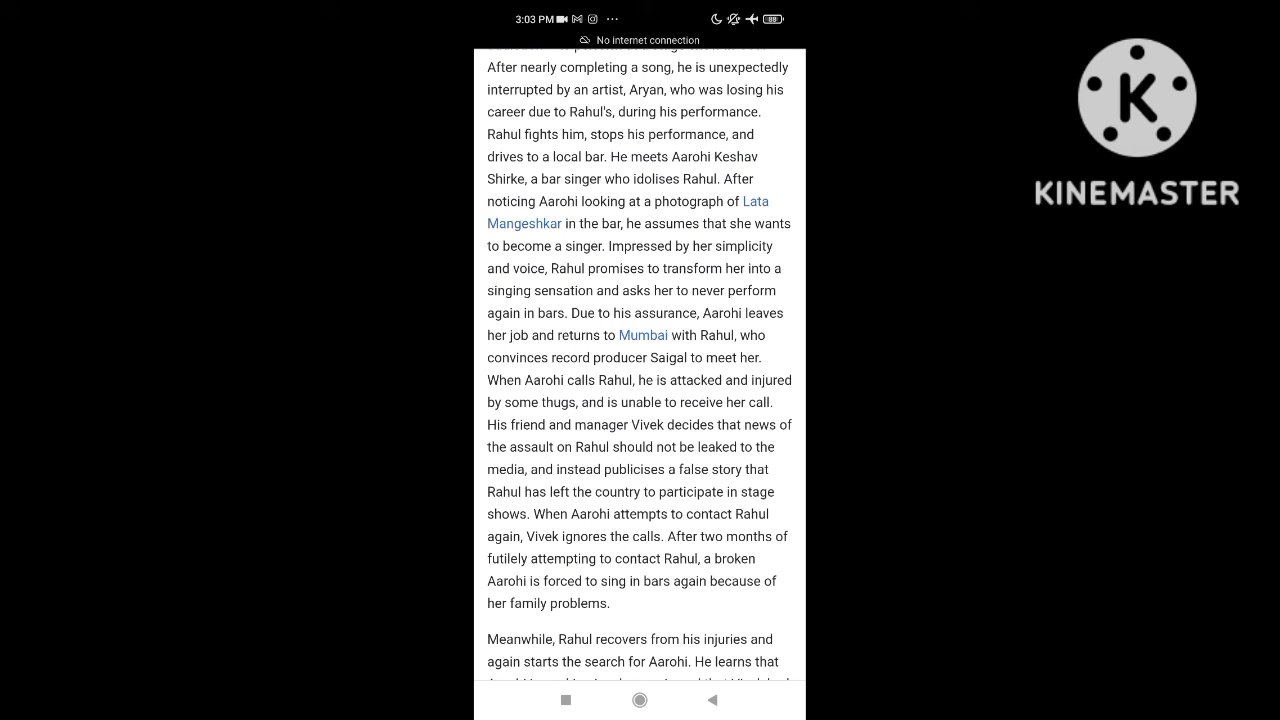 3:03 PM
88
No internet connection
After nearly completing a song, he is unexpectedly
interrupted by an artist, Aryan, who was losing his
career due to Rahul's, during his performance.
Rahul fights him, stops his performance, and
drives to a local bar. He meets Aarohi Keshav
Shirke, a bar singer who idolises Rahul. After
noticing Aarohi looking at a photograph of Lata
Mangeshkar in the bar, he assumes that she wants
to become a singer. Impressed by her simplicity
and voice, Rahul promises to transform her into a
singing sensation and asks her to never perform
again in bars. Due to his assurance, Aarohi leaves
her job and returns to Mumbai with Rahul, who
convinces record producer Saigal to meet her.
When Aarohi calls Rahul, he is attacked and injured
by some thugs, and is unable to receive her call.
His friend and manager Vivek decides that news of
the assault on Rahul should not be leaked to the
media, and instead publicises a false story that
Rahul has left the country to participate in stage
shows. When Aarohi attempts to contact Rahul
again, Vivek ignores the calls. After two months of
futilely attempting to contact Rahul, a broken
Aarohi is forced to sing in bars again because of
her family problems.
Meanwhile, Rahul recovers from his injuries and
again starts the search for Aarohi. He learns that
K
KINEMASTER